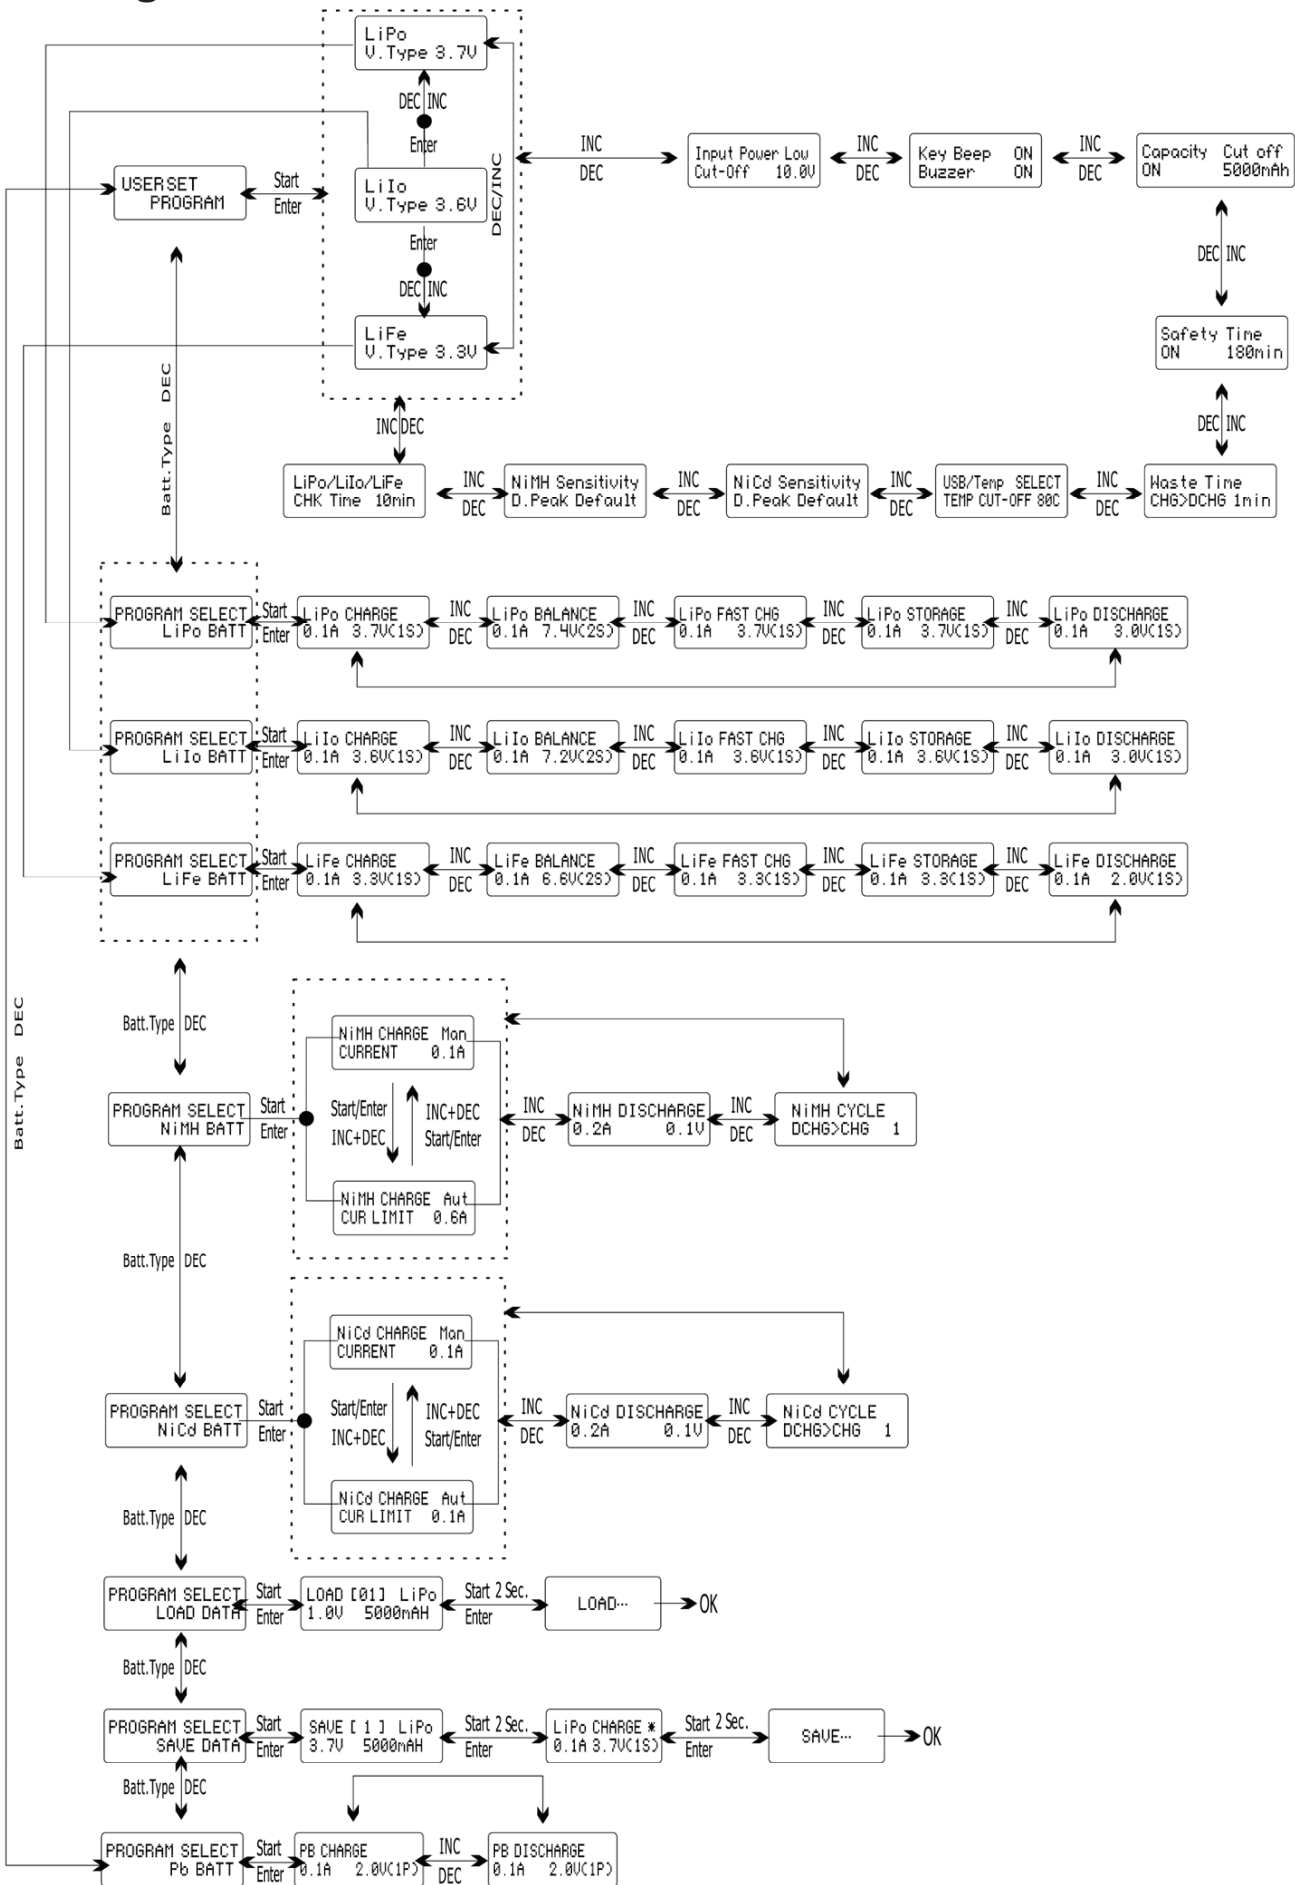 LiPo
V.Type 3.7V
DEC INC
Enter
LiIo
V.Type 3.6V
Enter
DEC INC
LiFe
V.Type 3.3V
DEC/INC
USER SET
PROGRAM
Start
Enter
INC
DEC
Input Power Low
Cut-Off 10.0V
INC
DEC
Key Beep ON
Buzzer ON
INC
DEC
Capacity Cut off
ON 5000mAh
DEC INC
Safety Time
ON 180min
DEC INC
Batt.Type DEC
INC DEC
LiPo/LiIo/LiFe
CHK Time 10min
INC
DEC
NiMH Sensitivity
D.Peak Default
INC
DEC
NiCd Sensitivity
D.Peak Default
INC
DEC
USB/Temp SELECT
TEMP CUT-OFF 80C
INC
DEC
Waste Time
CHG>DCHG 1min
PROGRAM SELECT
LiPo BATT
Start
Enter
LiPo CHARGE
0.1A 3.7V(1S)
INC
DEC
LiPo BALANCE
0.1A 7.4V(2S)
INC
DEC
LiPo FAST CHG
0.1A 3.7V(1S)
INC
DEC
LiPo STORAGE
0.1A 3.7V(1S)
INC
DEC
LiPo DISCHARGE
0.1A 3.0V(1S)
PROGRAM SELECT
LiIo BATT
Start
Enter
LiIo CHARGE
0.1A 3.6V(1S)
INC
DEC
LiIo BALANCE
0.1A 7.2V(2S)
INC
DEC
LiIo FAST CHG
0.1A 3.6V(1S)
INC
DEC
LiIo STORAGE
0.1A 3.6V(1S)
INC
DEC
LiIo DISCHARGE
0.1A 3.0V(1S)
PROGRAM SELECT
LiFe BATT
Start
Enter
LiFe CHARGE
0.1A 3.3V(1S)
INC
DEC
LiFe BALANCE
0.1A 6.6V(2S)
INC
DEC
LiFe FAST CHG
0.1A 3.3(1S)
INC
DEC
LiFe STORAGE
0.1A 3.3(1S)
INC
DEC
LiFe DISCHARGE
0.1A 2.0V(1S)
Batt.Type DEC
Batt.Type DEC
PROGRAM SELECT
NiMH BATT
Start
Enter
NiMH CHARGE Man
CURRENT 0.1A
Start/Enter
INC+DEC
INC+DEC
Start/Enter
NiMH CHARGE Aut
CUR LIMIT 0.6A
INC
DEC
NiMH DISCHARGE
0.2A 0.1V
INC
DEC
NiMH CYCLE
DCHG>CHG 1
Batt.Type DEC
PROGRAM SELECT
NiCd BATT
Start
Enter
NiCd CHARGE Man
CURRENT 0.1A
Start/Enter
INC+DEC
INC+DEC
Start/Enter
NiCd CHARGE Aut
CUR LIMIT 0.1A
INC
DEC
NiCd DISCHARGE
0.2A 0.1V
INC
DEC
NiCd CYCLE
DCHG>CHG 1
Batt.Type DEC
PROGRAM SELECT
LOAD DATA
Start
Enter
LOAD [01] LiPo
1.0V 5000mAH
Start 2 Sec.
Enter
LOAD···
OK
Batt.Type DEC
PROGRAM SELECT
SAVE DATA
Start
Enter
SAVE [ 1 ] LiPo
3.7V 5000mAH
Start 2 Sec.
Enter
LiPo CHARGE *
0.1A 3.7V(1S)
Start 2 Sec.
Enter
SAVE···
OK
Batt.Type DEC
PROGRAM SELECT
Pb BATT
Start
Enter
PB CHARGE
0.1A 2.0V(1P)
INC
DEC
PB DISCHARGE
0.1A 2.0V(1P)